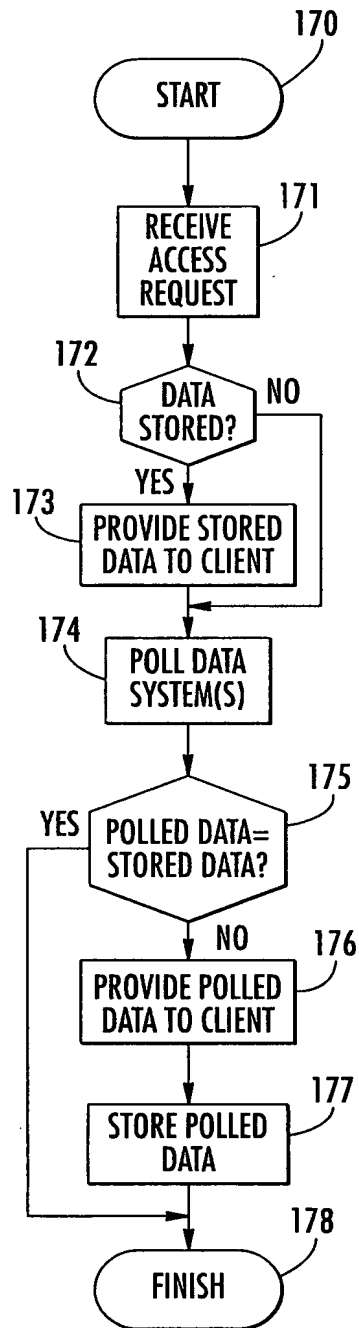 170
START
171
RECEIVE
ACCESS
REQUEST
172
DATA
STORED?
NO
YES
173
PROVIDE STORED
DATA TO CLIENT
174
POLL DATA
SYSTEM(S)
175
YES
POLLED DATA=
STORED DATA?
NO
176
PROVIDE POLLED
DATA TO CLIENT
177
STORE POLLED
DATA
178
FINISH